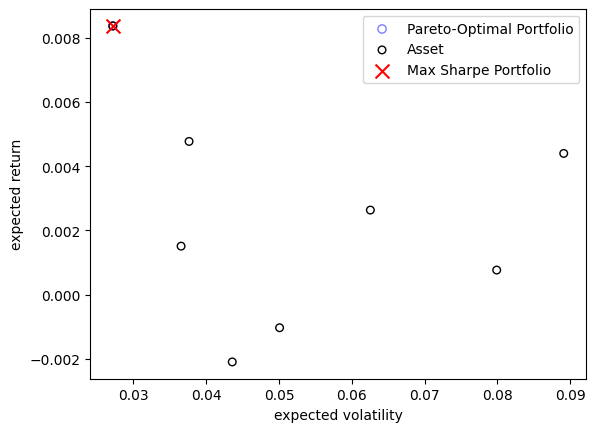 Pareto-Optimal Portfolio
Asset
Max Sharpe Portfolio
expected return
0.008
0.006
0.004
0.002
0.000
−0.002
0.03 0.04 0.05 0.06 0.07 0.08 0.09
expected volatility